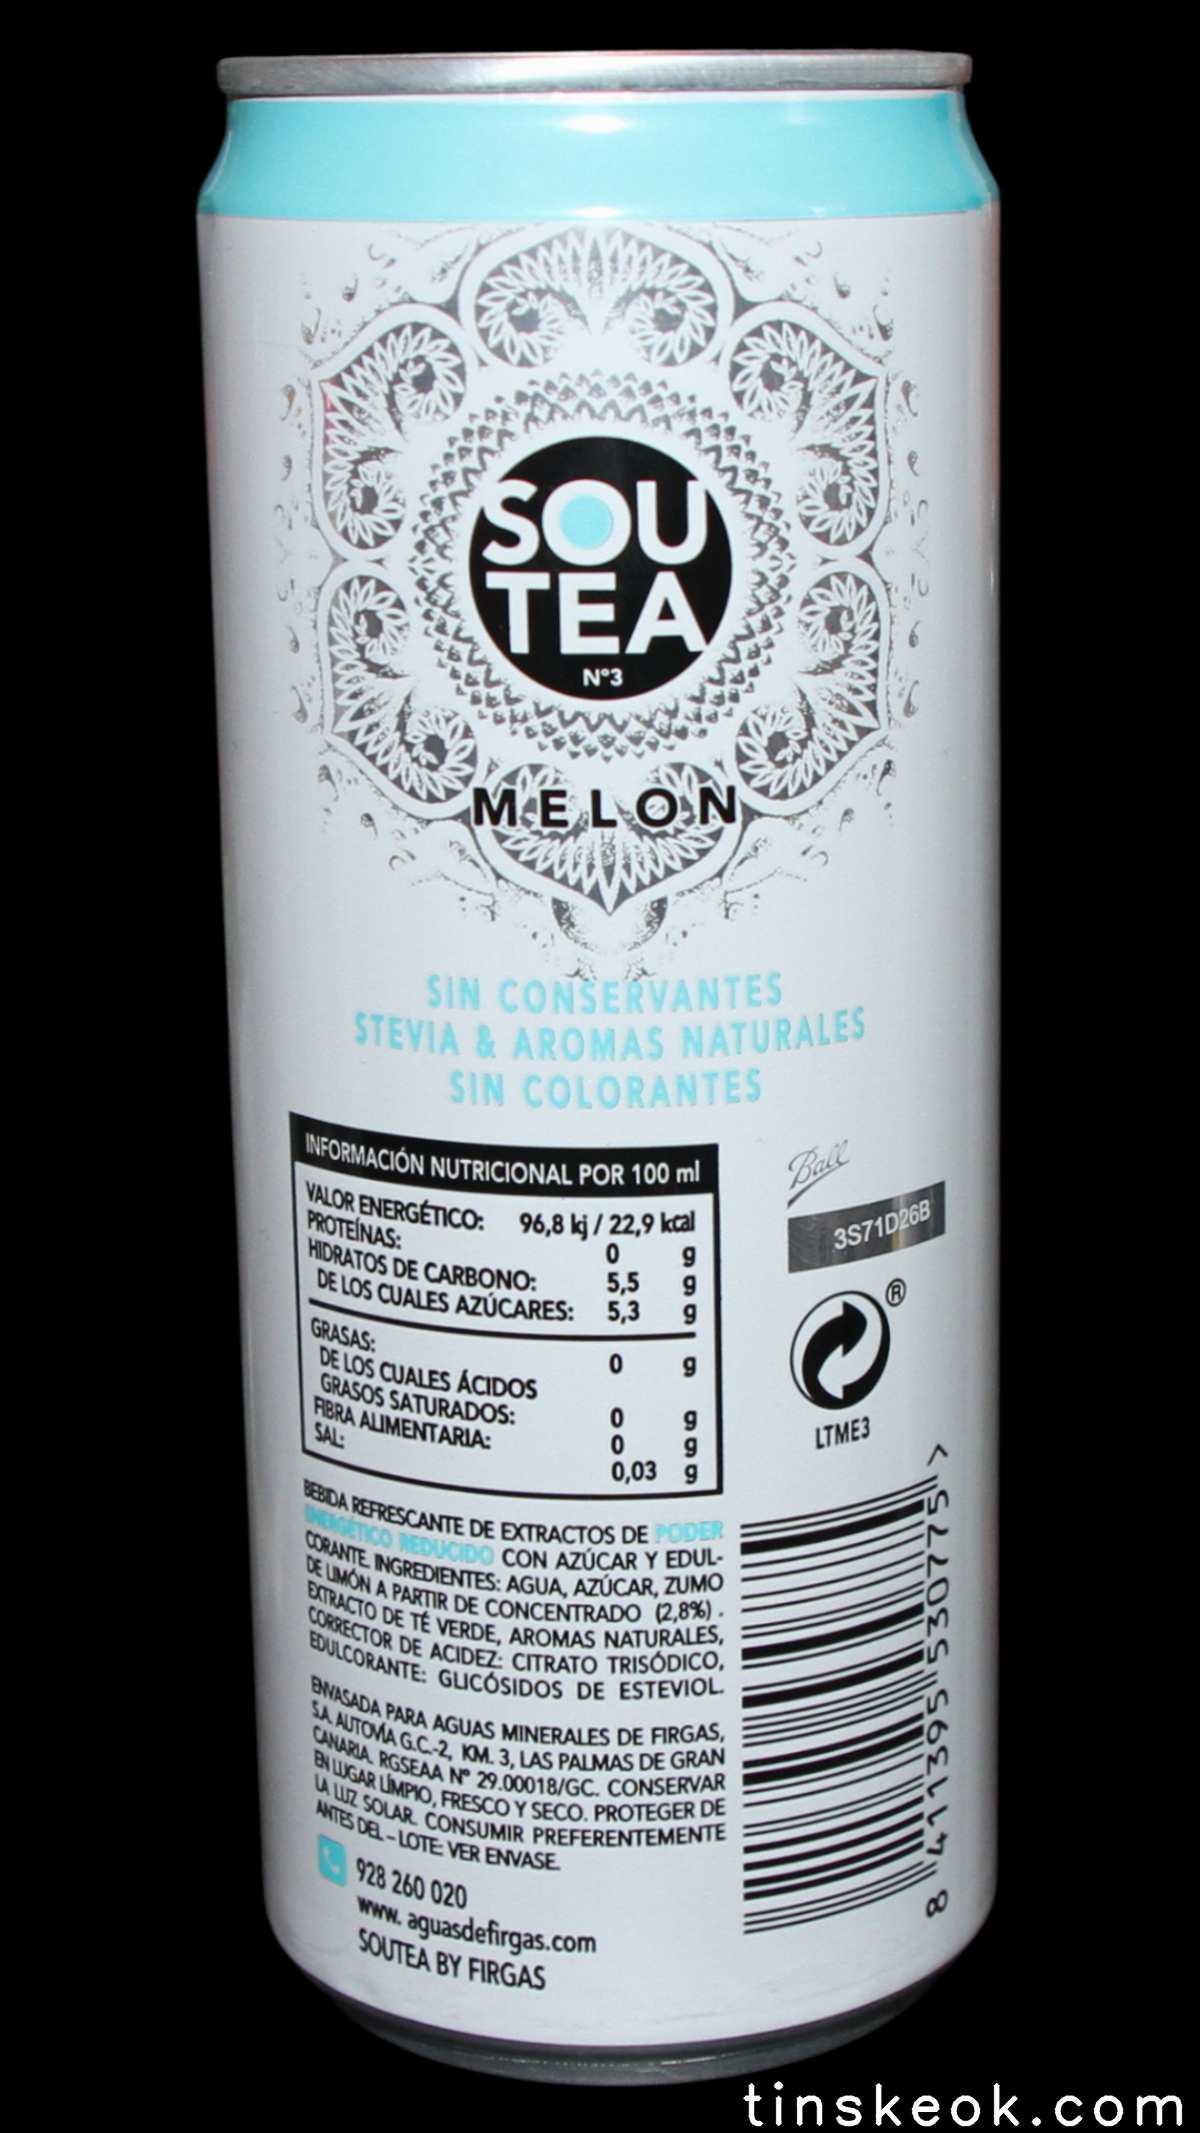 SOU
TEA
Nº3
MELON
SIN CONSERVANTES
STEVIA & AROMAS NATURALES
SIN COLORANTES
INFORMACIÓN NUTRICIONAL POR 100 ml
VALOR ENERGÉTICO: 96,8 kj / 22,9 kcal
PROTEÍNAS: 0 g
HIDRATOS DE CARBONO: 5,5 g
DE LOS CUALES AZÚCARES: 5,3 g
GRASAS: 0 g
DE LOS CUALES ÁCIDOS
GRASOS SATURADOS: 0 g
FIBRA ALIMENTARIA: 0 g
SAL: 0,03 g
Ball
3S71D26B
®
LTME3
BEBIDA REFRESCANTE DE EXTRACTOS DE PODER
ENERGÉTICO REDUCIDO CON AZÚCAR Y EDUL-
CORANTE. INGREDIENTES: AGUA, AZÚCAR, ZUMO
DE LIMÓN A PARTIR DE CONCENTRADO (2,8%) .
EXTRACTO DE TÉ VERDE, AROMAS NATURALES,
CORRECTOR DE ACIDEZ: CITRATO TRISÓDICO,
EDULCORANTE: GLICÓSIDOS DE ESTEVIOL.
ENVASADA PARA AGUAS MINERALES DE FIRGAS,
S.A. AUTOVÍA G.C.-2, KM. 3, LAS PALMAS DE GRAN
CANARIA. RGSEAA Nº 29.00018/GC. CONSERVAR
EN LUGAR LÍMPIO, FRESCO Y SECO. PROTEGER DE
LA LUZ SOLAR. CONSUMIR PREFERENTEMENTE
ANTES DEL – LOTE: VER ENVASE.
928 260 020
www. aguasdefirgas.com
SOUTEA BY FIRGAS
8 411395 530775 >
tinskeok.com